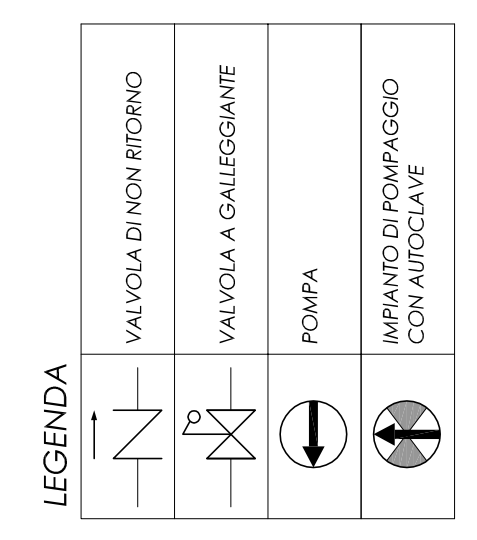 LEGENDA
VALVOLA DI NON RITORNO
VALVOLA A GALLEGGIANTE
POMPA
IMPIANTO DI POMPAGGIO
CON AUTOCLAVE